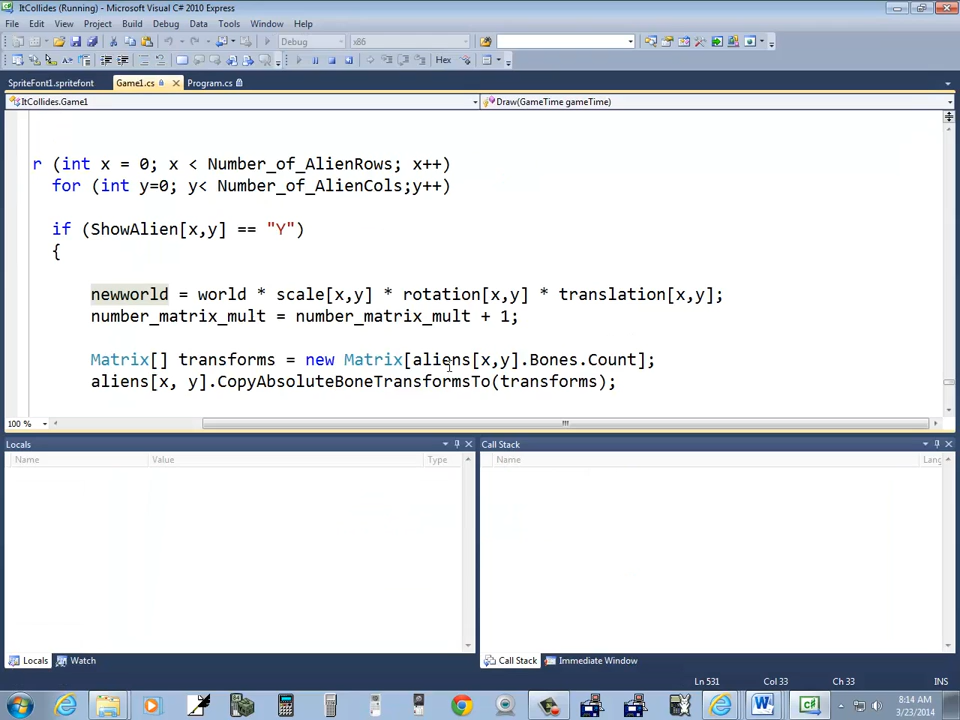 ItCollides (Running) - Microsoft Visual C# 2010 Express
File Edit View Project Build Debug Data Tools Window Help
Debug x86
Hex
SpriteFont1.spritefont Game1.cs Program.cs
ItCollides.Game1 Draw(GameTime gameTime)
r (int x = 0; x < Number_of_AlienRows; x++)
for (int y=0; y< Number_of_AlienCols;y++)
if (ShowAlien[x,y] == "Y")
{
newworld = world * scale[x,y] * rotation[x,y] * translation[x,y];
number_matrix_mult = number_matrix_mult + 1;
Matrix[] transforms = new Matrix[aliens[x,y].Bones.Count];
aliens[x, y].CopyAbsoluteBoneTransformsTo(transforms);
100 %
Locals Call Stack
Name Value Type Name Lang
Locals Watch Call Stack Immediate Window
Ln 531 Col 33 Ch 33 INS
8:14 AM
3/23/2014